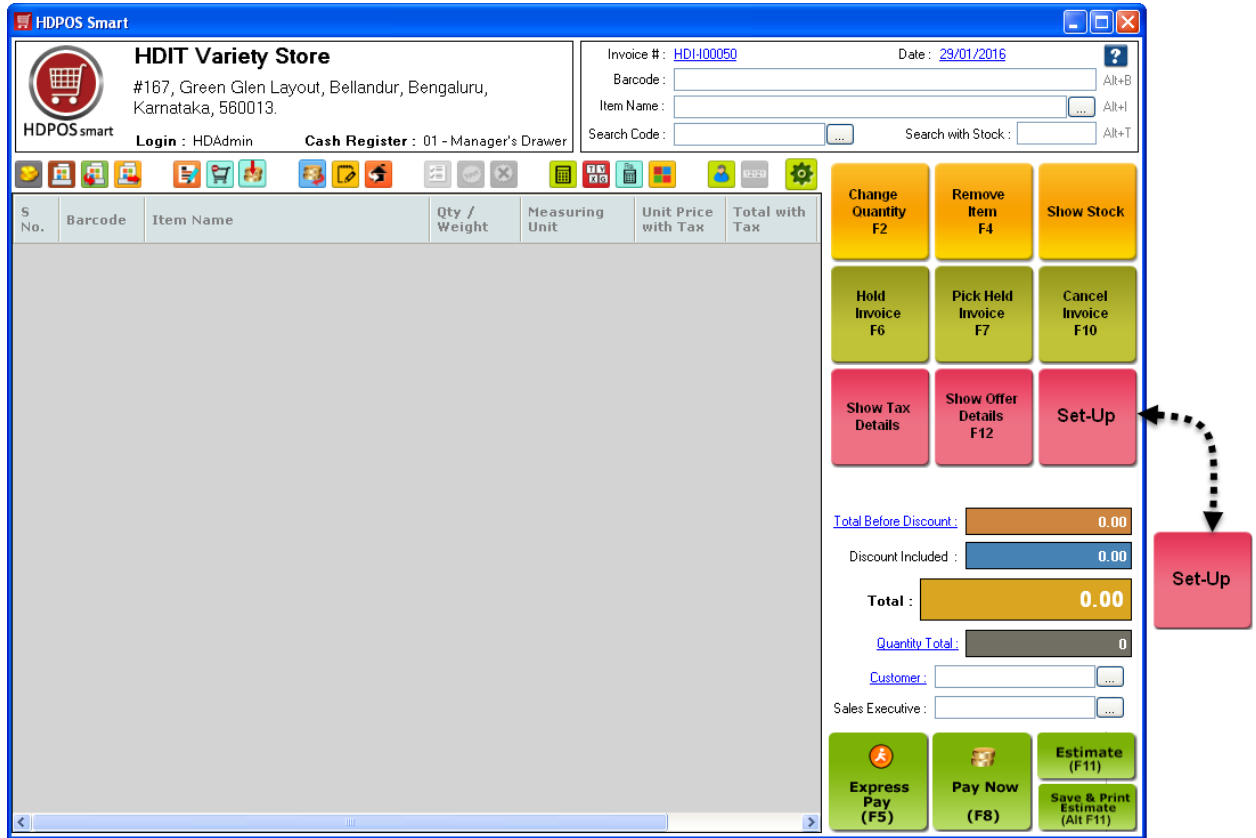 HDPOS Smart
HDIT Variety Store
#167, Green Glen Layout, Bellandur, Bengaluru,
Karnataka, 560013.
HDPOS smart
Login : HDAdmin Cash Register : 01 - Manager's Drawer
Invoice # : HDI-I00050 Date : 29/01/2016 ?
Barcode : Alt+B
Item Name : ... Alt+I
Search Code : ... Search with Stock : Alt+T
S
No.
Barcode
Item Name
Qty /
Weight
Measuring
Unit
Unit Price
with Tax
Total with
Tax
Change
Quantity
F2
Remove
Item
F4
Show Stock
Hold
Invoice
F6
Pick Held
Invoice
F7
Cancel
Invoice
F10
Show Tax
Details
Show Offer
Details
F12
Set-Up
Set-Up
Total Before Discount : 0.00
Discount Included : 0.00
Total : 0.00
Quantity Total : 0
Customer : ...
Sales Executive : ...
Express
Pay
(F5)
Pay Now
(F8)
Estimate
(F11)
Save & Print
Estimate
(Alt F11)